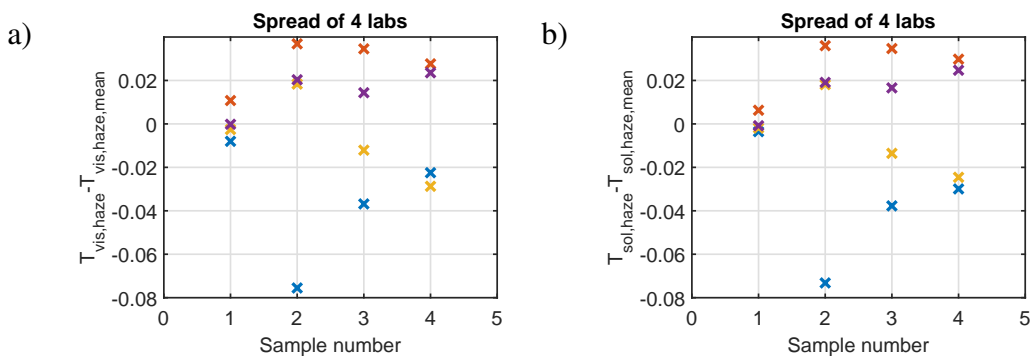 a)
Spread of 4 labs
T_vis,haze-T_vis,haze,mean
0.02
0
-0.02
-0.04
-0.06
-0.08
0 1 2 3 4 5
Sample number
b)
Spread of 4 labs
T_sol,haze-T_sol,haze,mean
0.02
0
-0.02
-0.04
-0.06
-0.08
0 1 2 3 4 5
Sample number